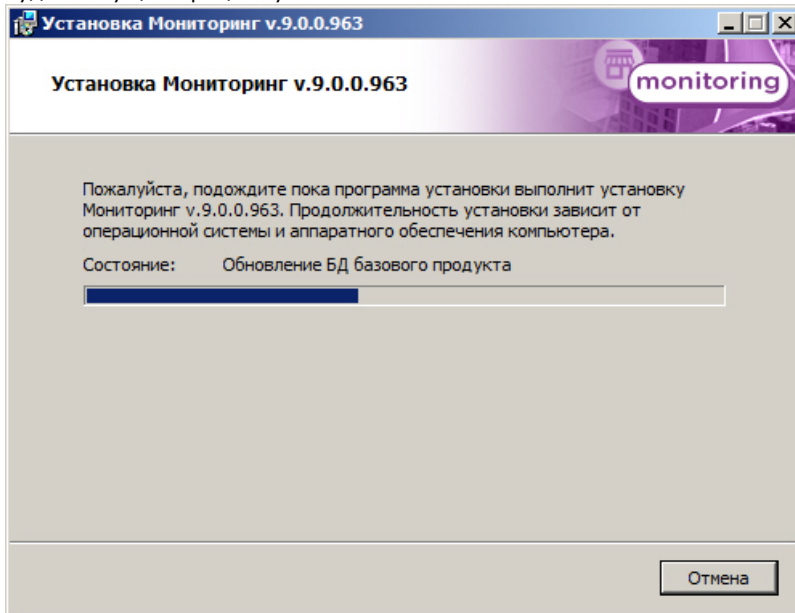 Установка Мониторинг v.9.0.0.963
Установка Мониторинг v.9.0.0.963
monitoring
Пожалуйста, подождите пока программа установки выполнит установку
Мониторинг v.9.0.0.963. Продолжительность установки зависит от
операционной системы и аппаратного обеспечения компьютера.
Состояние: Обновление БД базового продукта
Отмена